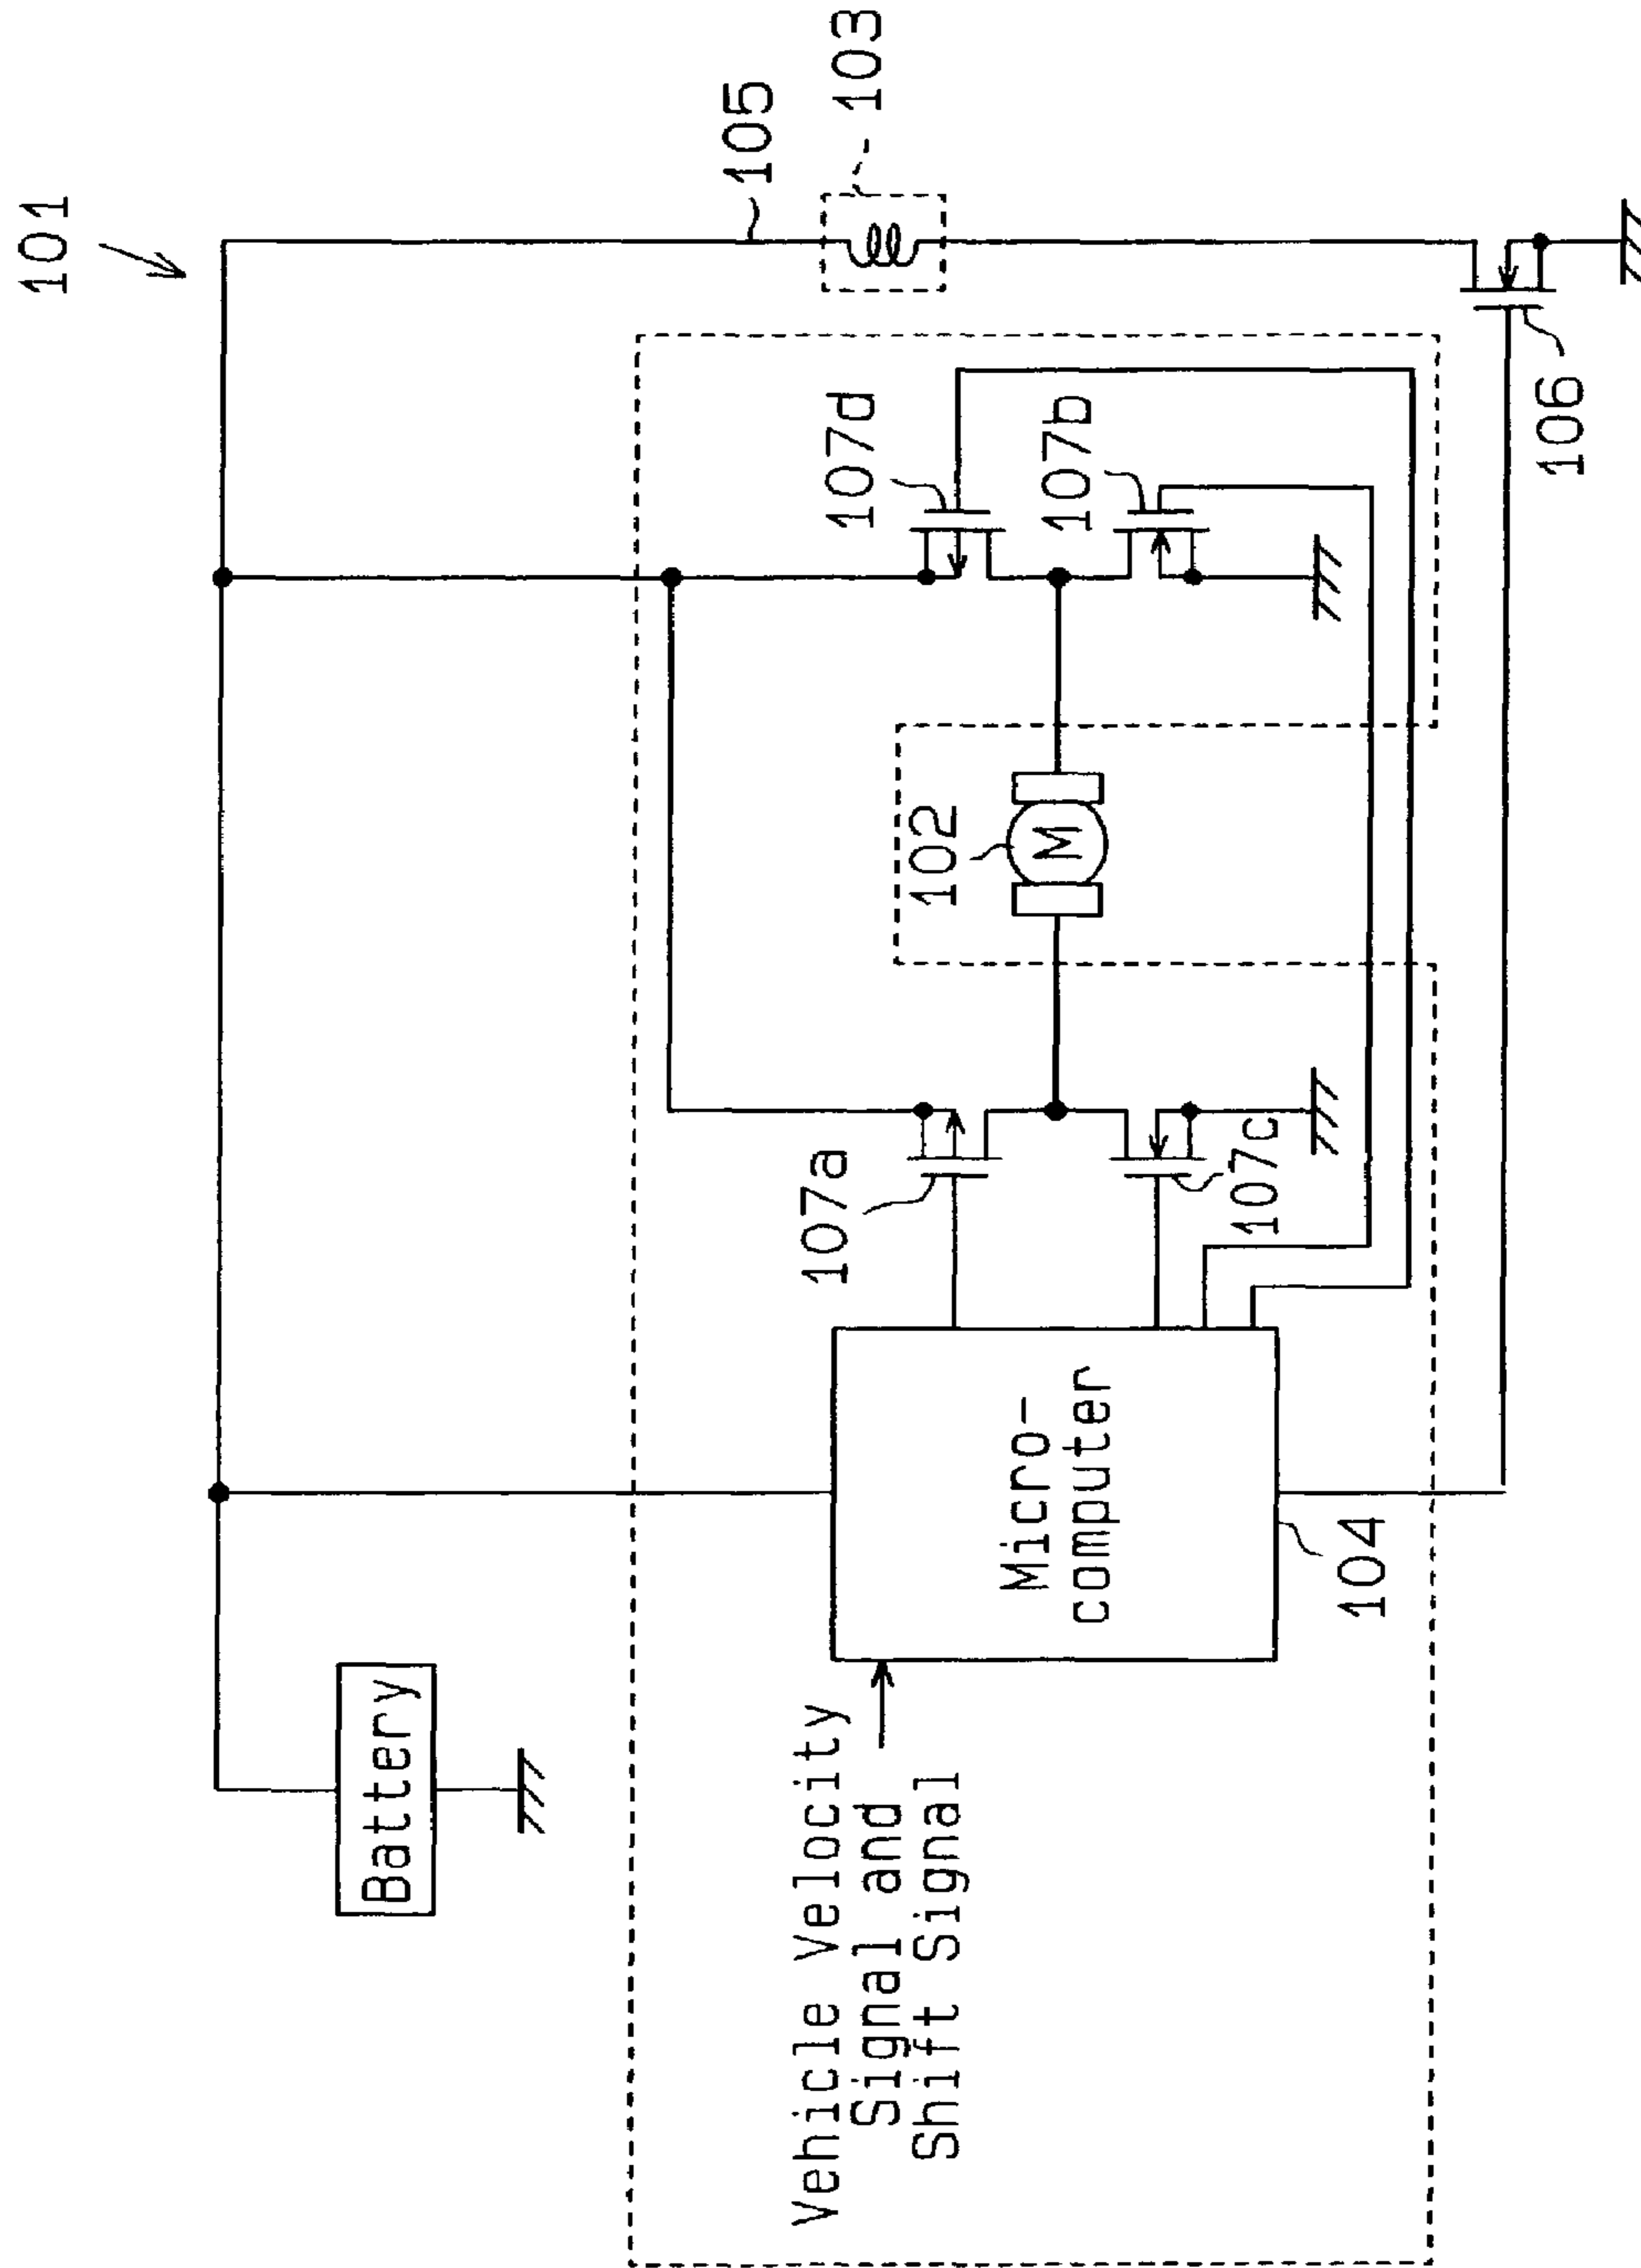 101
105
103
Battery
107d
107b
102
M
107a
107c
106
Vehicle Velocity
Signal and
Shift Signal
Micro-
computer
104